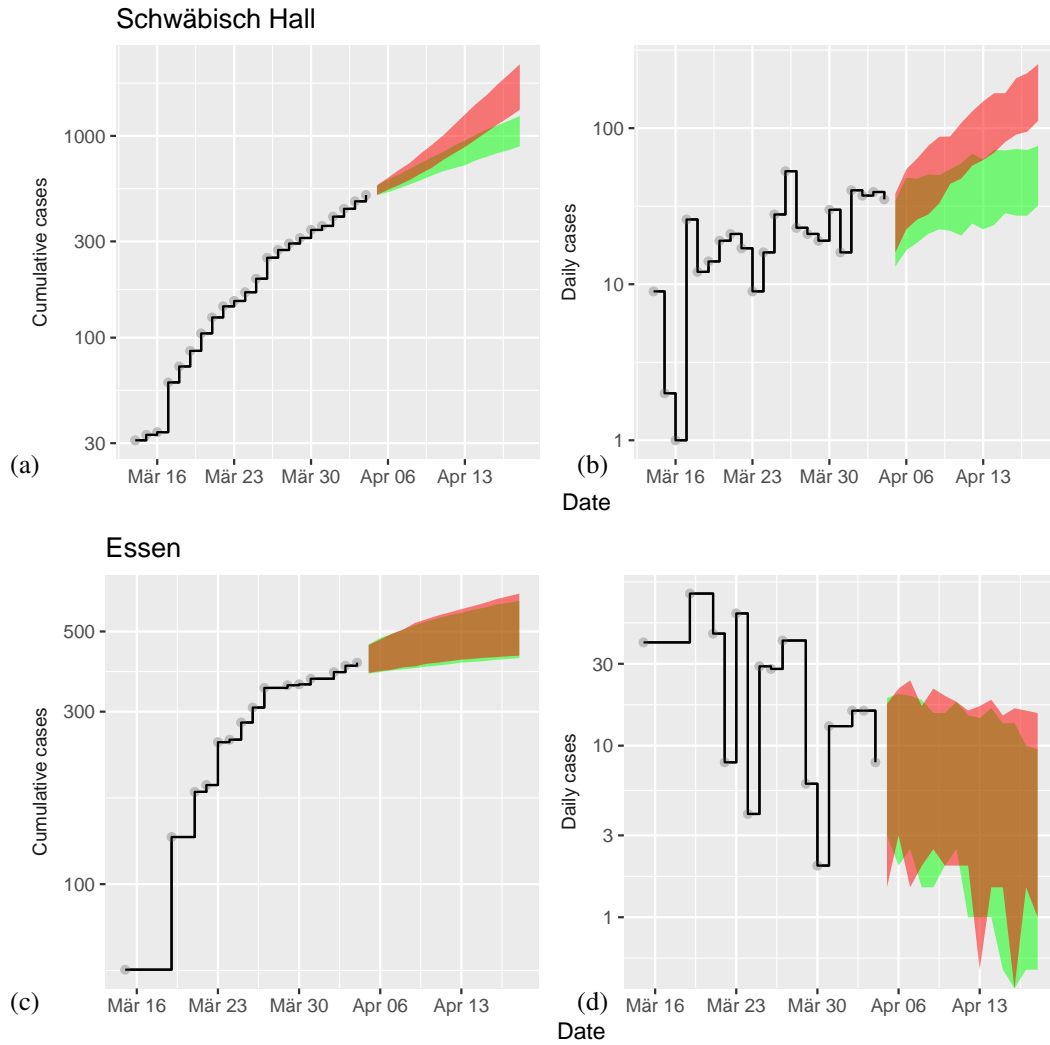 Schwäbisch Hall
Cumulative cases
1000
300
100
30
(a)
Mär 16 Mär 23 Mär 30 Apr 06 Apr 13
Daily cases
100
10
1
(b)
Mär 16 Mär 23 Mär 30 Apr 06 Apr 13
Date
Essen
Cumulative cases
500
300
100
(c)
Mär 16 Mär 23 Mär 30 Apr 06 Apr 13
Daily cases
30
10
3
1
(d)
Mär 16 Mär 23 Mär 30 Apr 06 Apr 13
Date